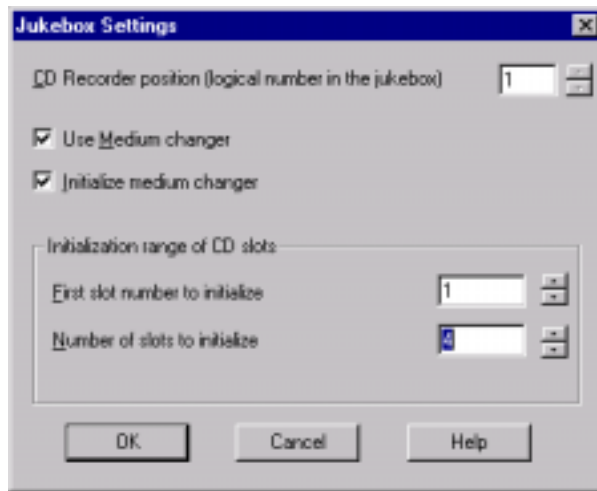 Jukebox Settings
CD Recorder position (logical number in the jukebox) 1
Use Medium changer
Initialize medium changer
Initialization range of CD slots
First slot number to initialize 1
Number of slots to initialize 4
OK Cancel Help